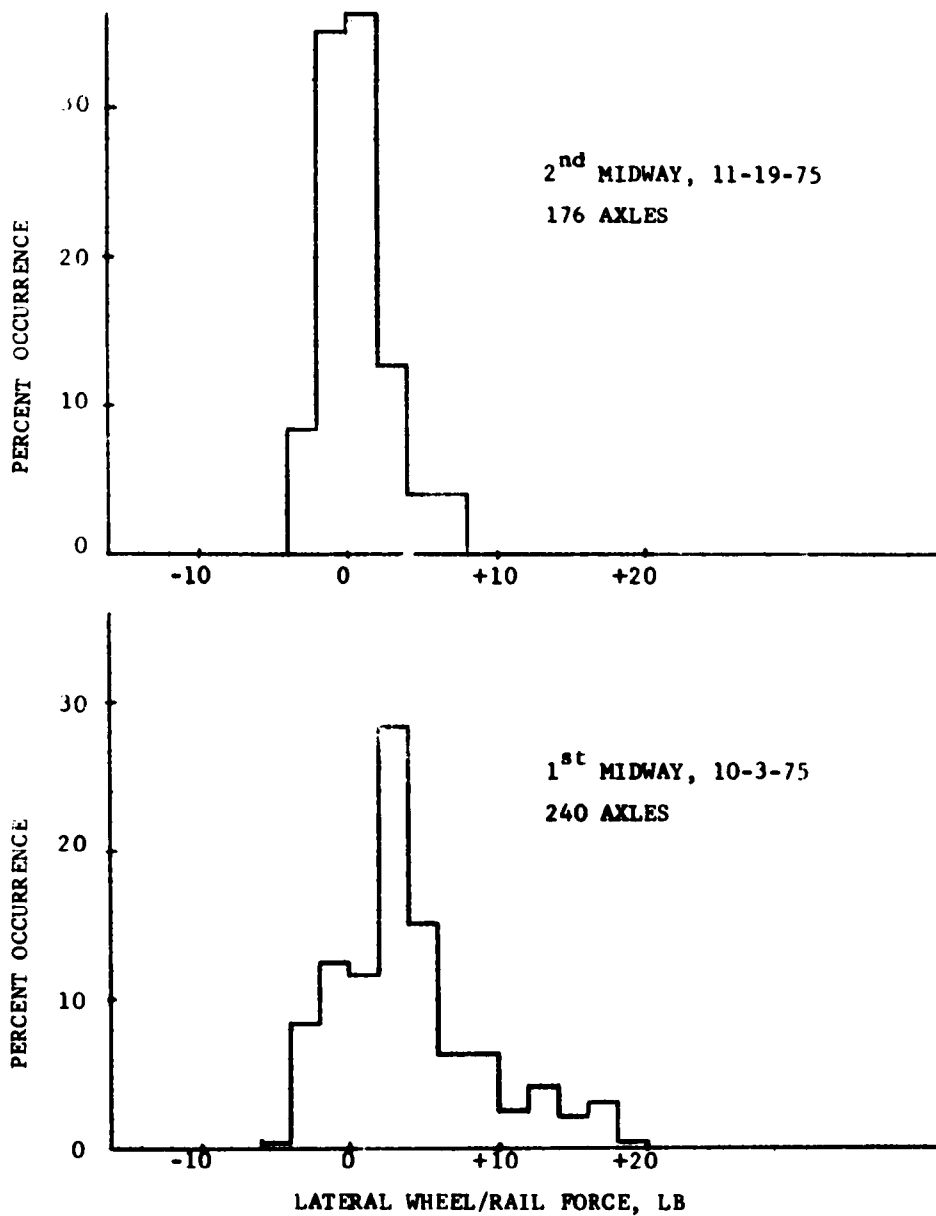 30
20
10
0
PERCENT OCCURRENCE
2nd MIDWAY, 11-19-75
176 AXLES
-10 0 +10 +20
30
20
10
0
PERCENT OCCURRENCE
1st MIDWAY, 10-3-75
240 AXLES
-10 0 +10 +20
LATERAL WHEEL/RAIL FORCE, LB